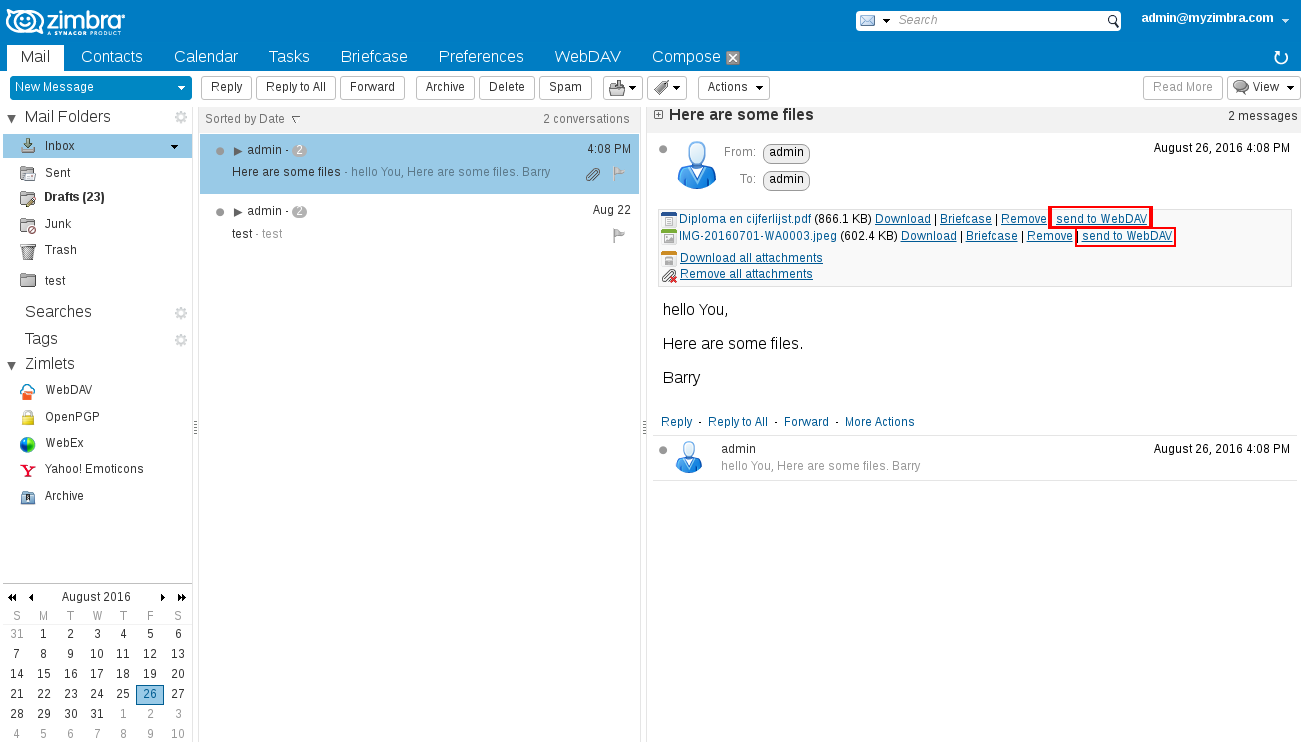 zimbra
A SYNACOR PRODUCT
Search
admin@myzimbra.com
Mail Contacts Calendar Tasks Briefcase Preferences WebDAV Compose
New Message Reply Reply to All Forward Archive Delete Spam Actions Read More View
Mail Folders
Inbox
Sent
Drafts (23)
Junk
Trash
test
Searches
Tags
Zimlets
WebDAV
OpenPGP
WebEx
Yahoo! Emoticons
Archive
August 2016
S M T W T F S
31 1 2 3 4 5 6
7 8 9 10 11 12 13
14 15 16 17 18 19 20
21 22 23 24 25 26 27
28 29 30 31 1 2 3
4 5 6 7 8 9 10
Sorted by Date 2 conversations
admin - 2 4:08 PM
Here are some files - hello You, Here are some files. Barry
admin - 2 Aug 22
test - test
Here are some files 2 messages
From: admin August 26, 2016 4:08 PM
To: admin
Diploma en cijferlijst.pdf (866.1 KB) Download | Briefcase | Remove | send to WebDAV
IMG-20160701-WA0003.jpeg (602.4 KB) Download | Briefcase | Remove | send to WebDAV
Download all attachments
Remove all attachments
hello You,
Here are some files.
Barry
Reply - Reply to All - Forward - More Actions
admin August 26, 2016 4:08 PM
hello You, Here are some files. Barry